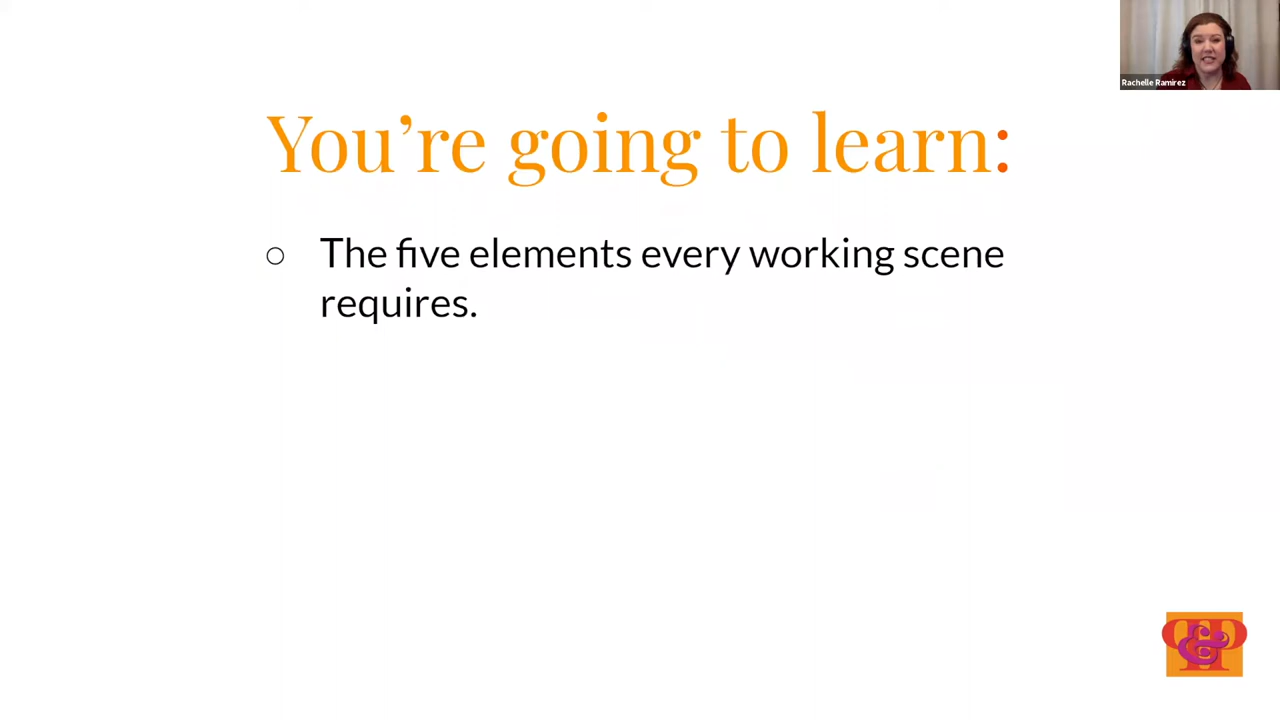 Rachelle Ramirez
You're going to learn:
○ The five elements every working scene
requires.
P&P